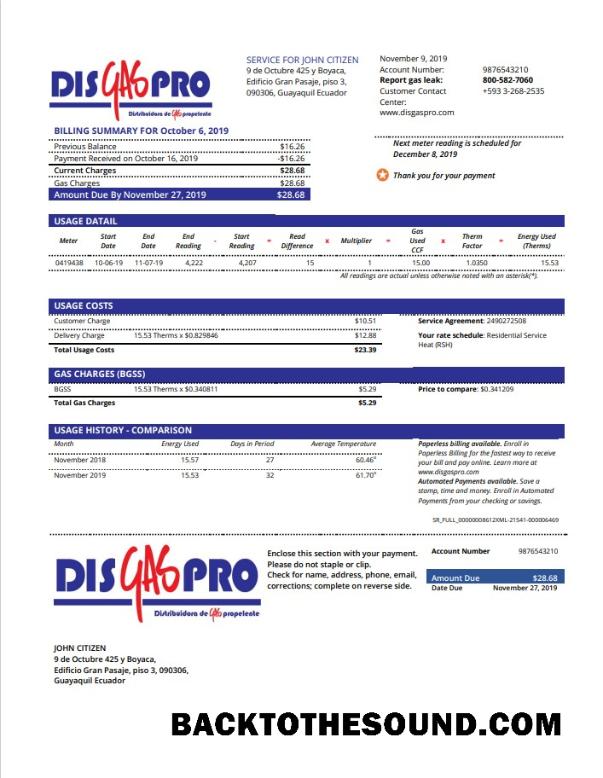 DISGASPRO
Distribuidora de Gas propelente
SERVICE FOR JOHN CITIZEN
9 de Octubre 425 y Boyaca,
Edificio Gran Pasaje, piso 3,
090306, Guayaquil Ecuador
November 9, 2019
Account Number: 9876543210
Report gas leak: 800-582-7060
Customer Contact Center: +593 3-268-2535
www.disgaspro.com
BILLING SUMMARY FOR October 6, 2019
Previous Balance $16.26
Payment Received on October 16, 2019 -$16.26
Current Charges $28.68
Gas Charges $28.68
Amount Due By November 27, 2019 $28.68
Next meter reading is scheduled for
December 8, 2019
Thank you for your payment
USAGE DATAIL
Meter Start Date End Date End Reading - Start Reading = Read Difference x Multiplier = Gas Used CCF x Therm Factor = Energy Used (Therms)
0419438 10-06-19 11-07-19 4,222 4,207 15 1 15.00 1.0350 15.53
All readings are actual unless otherwise noted with an asterisk(*).
USAGE COSTS
Customer Charge $10.51
Delivery Charge 15.53 Therms x $0.829846 $12.88
Total Usage Costs $23.39
Service Agreement: 2490272508
Your rate schedule: Residential Service
Heat (RSH)
GAS CHARGES (BGSS)
BGSS 15.53 Therms x $0.340811 $5.29
Total Gas Charges $5.29
Price to compare: $0.341209
USAGE HISTORY - COMPARISON
Month Energy Used Days in Period Average Temperature
November 2018 15.57 27 60.46°
November 2019 15.53 32 61.70°
Paperless billing available. Enroll in
Paperless Billing for the fastest way to receive
your bill and pay online. Learn more at
www.disgaspro.com
Automated Payments available. Save a
stamp, time and money. Enroll in Automated
Payments from your checking or savings.
SR_FULL_00000008612XML-21541-000006469
DISGASPRO
Distribuidora de Gas propelente
Enclose this section with your payment.
Please do not staple or clip.
Check for name, address, phone, email,
corrections; complete on reverse side.
Account Number 9876543210
Amount Due $28.68
Date Due November 27, 2019
JOHN CITIZEN
9 de Octubre 425 y Boyaca,
Edificio Gran Pasaje, piso 3, 090306,
Guayaquil Ecuador
BACKTOTHESOUND.COM